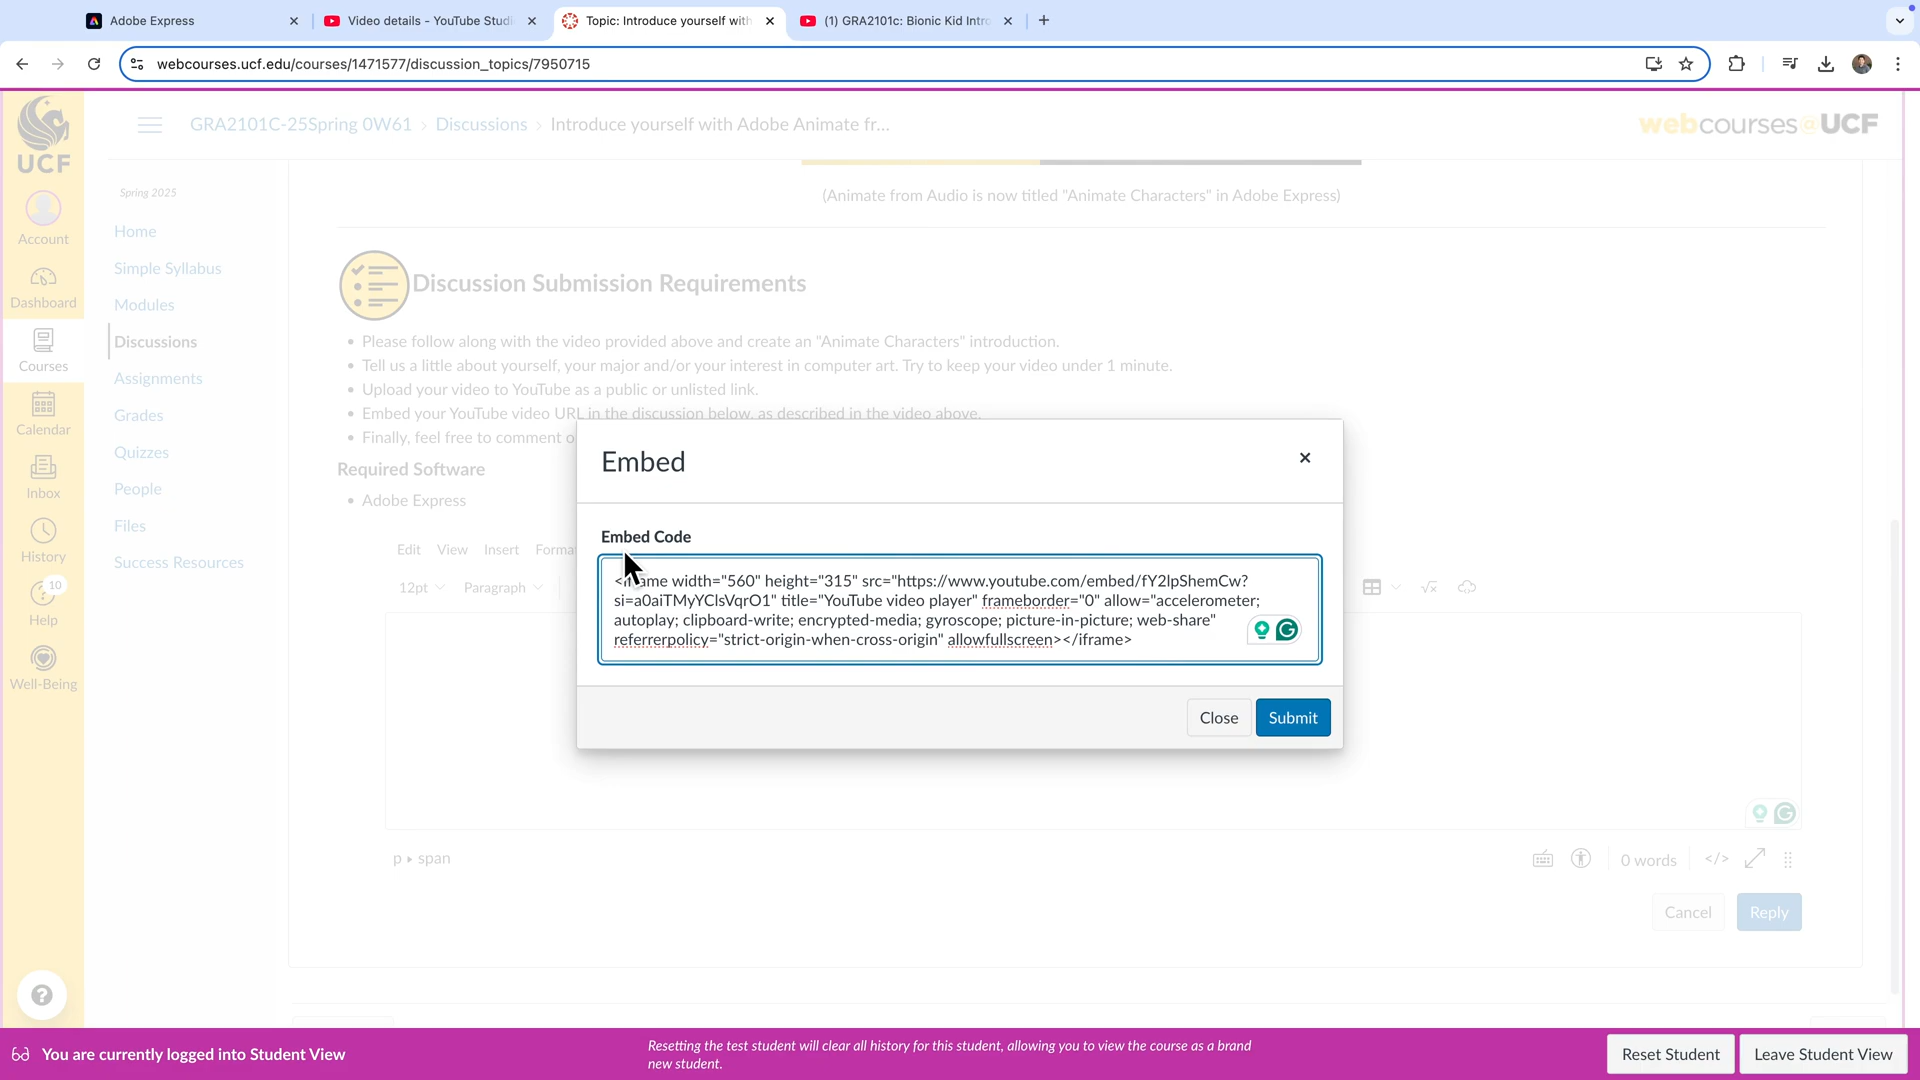 Adobe Express
Video details - YouTube Studi
Topic: Introduce yourself with
(1) GRA2101c: Bionic Kid Intro
webcourses.ucf.edu/courses/1471577/discussion_topics/7950715
UCF
GRA2101C-25Spring 0W61 › Discussions › Introduce yourself with Adobe Animate fr...
webcourses@UCF
Account
Dashboard
Courses
Calendar
Inbox
History
10
Help
Well-Being
Spring 2025
Home
Simple Syllabus
Modules
Discussions
Assignments
Grades
Quizzes
People
Files
Success Resources
(Animate from Audio is now titled "Animate Characters" in Adobe Express)
Discussion Submission Requirements
• Please follow along with the video provided above and create an "Animate Characters" introduction.
• Tell us a little about yourself, your major and/or your interest in computer art. Try to keep your video under 1 minute.
• Upload your video to YouTube as a public or unlisted link.
• Embed your YouTube video URL in the discussion below, as described in the video above.
• Finally, feel free to comment o
Required Software
• Adobe Express
Edit View Insert Forma
12pt Paragraph
Embed
Embed Code
width="560" height="315" src="https://www.youtube.com/embed/fY2lpShemCw?
si=a0aiTMyYClsVqrO1" title="YouTube video player" frameborder="0" allow="accelerometer;
autoplay; clipboard-write; encrypted-media; gyroscope; picture-in-picture; web-share"
referrerpolicy="strict-origin-when-cross-origin" allowfullscreen></iframe>
Close Submit
p ▸ span
0 words </>
Cancel Reply
You are currently logged into Student View
Resetting the test student will clear all history for this student, allowing you to view the course as a brand
new student.
Reset Student
Leave Student View